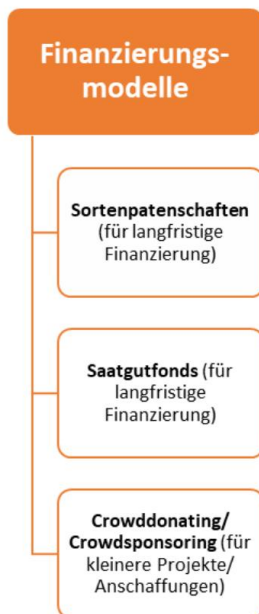 Finanzierungs-
modelle
Sortenpatenschaften
(für langfristige
Finanzierung)
Saatgutfonds (für
langfristige
Finanzierung)
Crowddonating/
Crowdsponsoring (für
kleinere Projekte/
Anschaffungen)